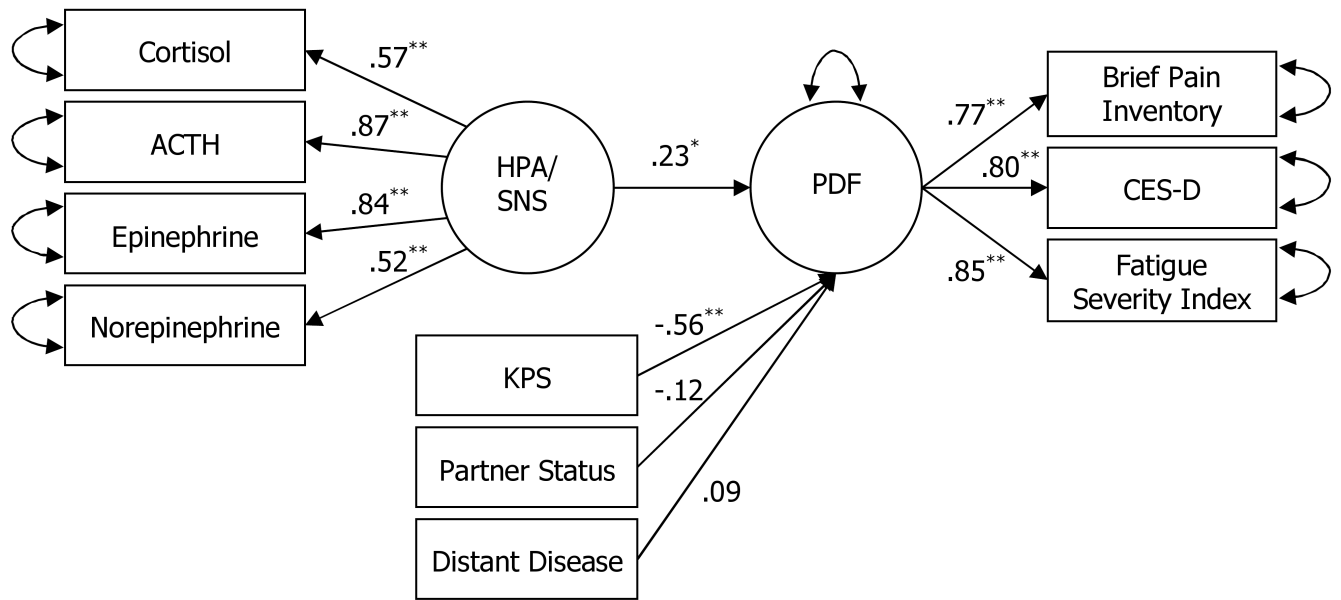 Cortisol
ACTH
Epinephrine
Norepinephrine
.57**
.87**
.84**
.52**
HPA/
SNS
.23*
PDF
.77**
.80**
.85**
Brief Pain
Inventory
CES-D
Fatigue
Severity Index
KPS
Partner Status
Distant Disease
-.56**
-.12
.09